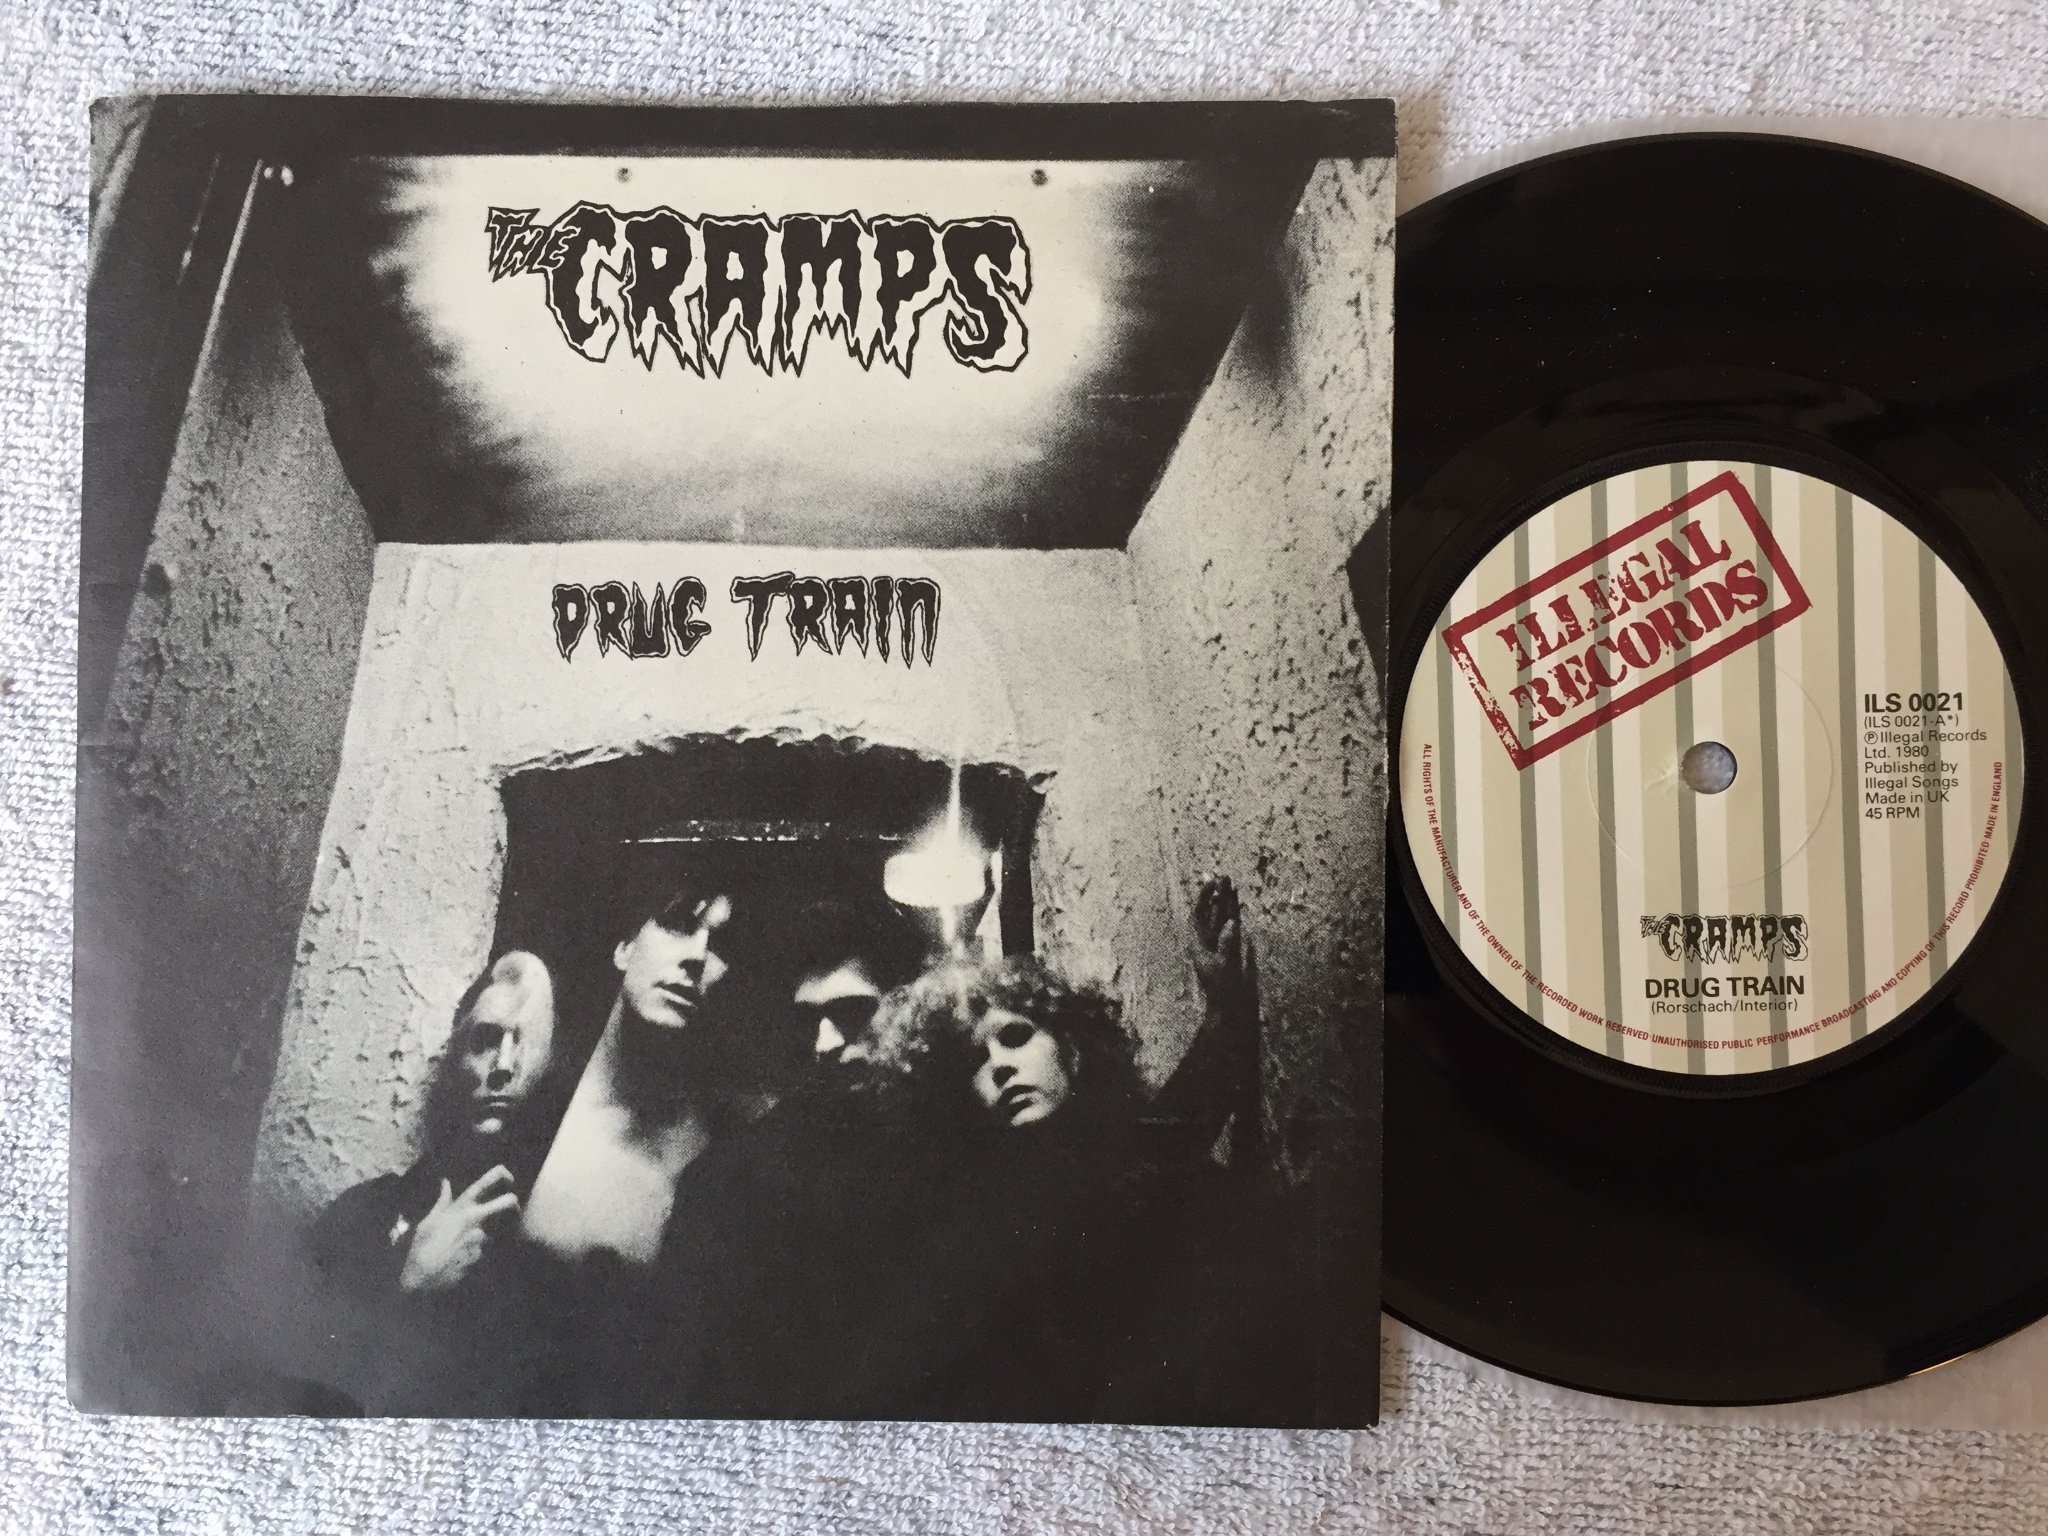 THE CRAMPS
DRUG TRAIN
ILLEGAL
RECORDS
ILS 0021
(ILS 0021-A*)
Ⓟ Illegal Records
Ltd. 1980
Published by
Illegal Songs
Made in UK
45 RPM
THE CRAMPS
DRUG TRAIN
(Rorschach/Interior)
ALL RIGHTS OF THE MANUFACTURER AND OF THE OWNER OF THE RECORDED WORK RESERVED·UNAUTHORISED PUBLIC PERFORMANCE BROADCASTING AND COPYING OF THIS RECORD PROHIBITED·MADE IN ENGLAND